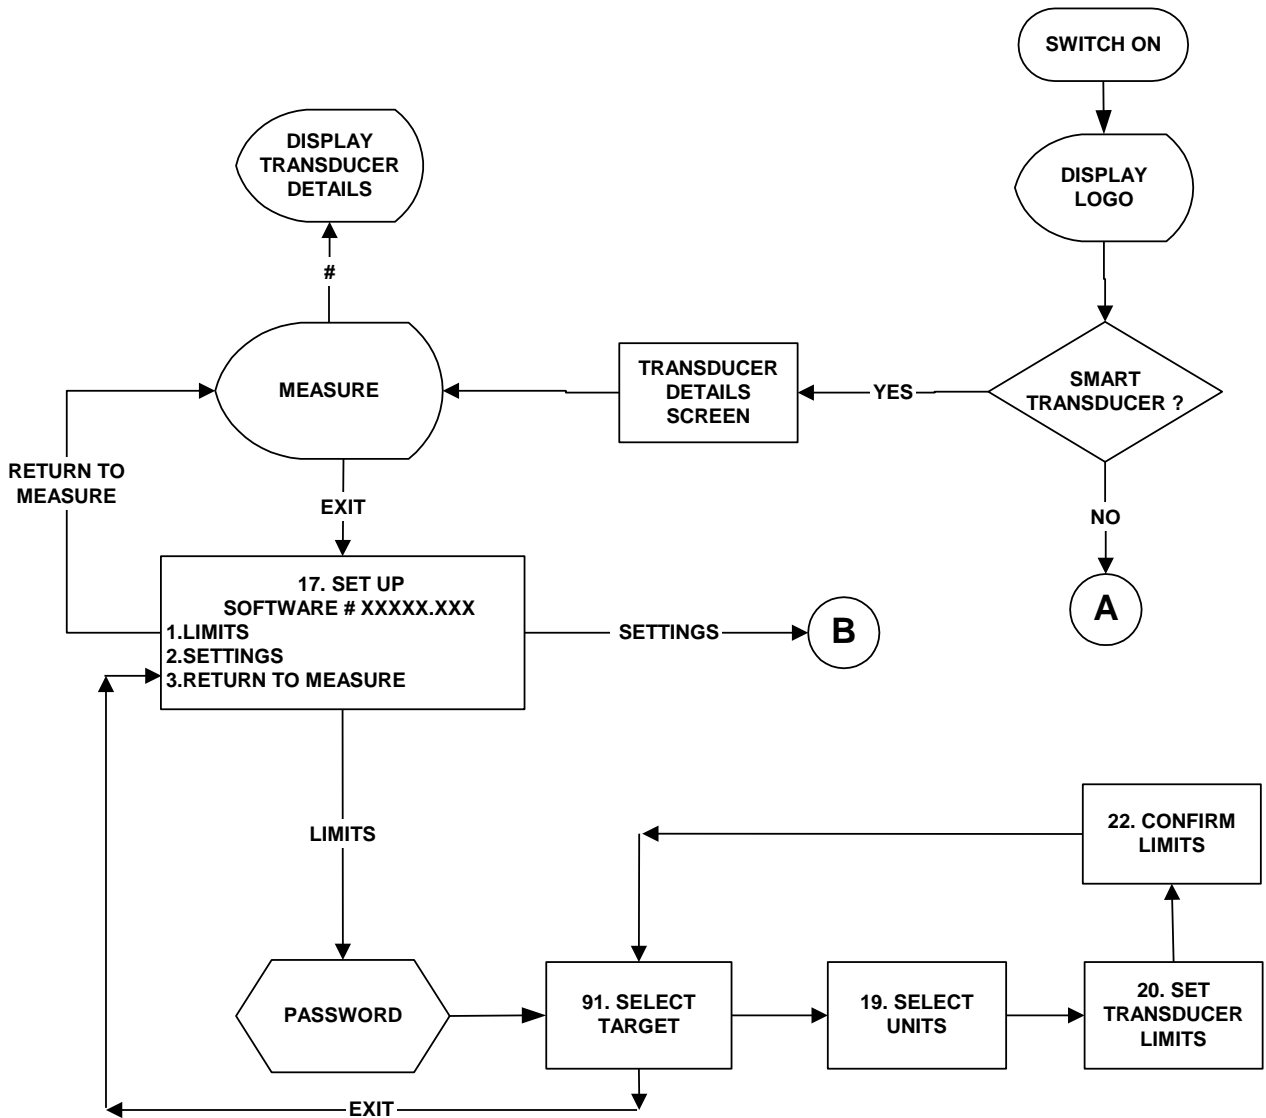 SWITCH ON
DISPLAY
LOGO
DISPLAY
TRANSDUCER
DETAILS
#
MEASURE
TRANSDUCER
DETAILS
SCREEN
YES
SMART
TRANSDUCER ?
NO
A
RETURN TO
MEASURE
EXIT
17. SET UP
SOFTWARE # XXXXX.XXX
1.LIMITS
2.SETTINGS
3.RETURN TO MEASURE
SETTINGS
B
LIMITS
22. CONFIRM
LIMITS
PASSWORD
91. SELECT
TARGET
19. SELECT
UNITS
20. SET
TRANSDUCER
LIMITS
EXIT